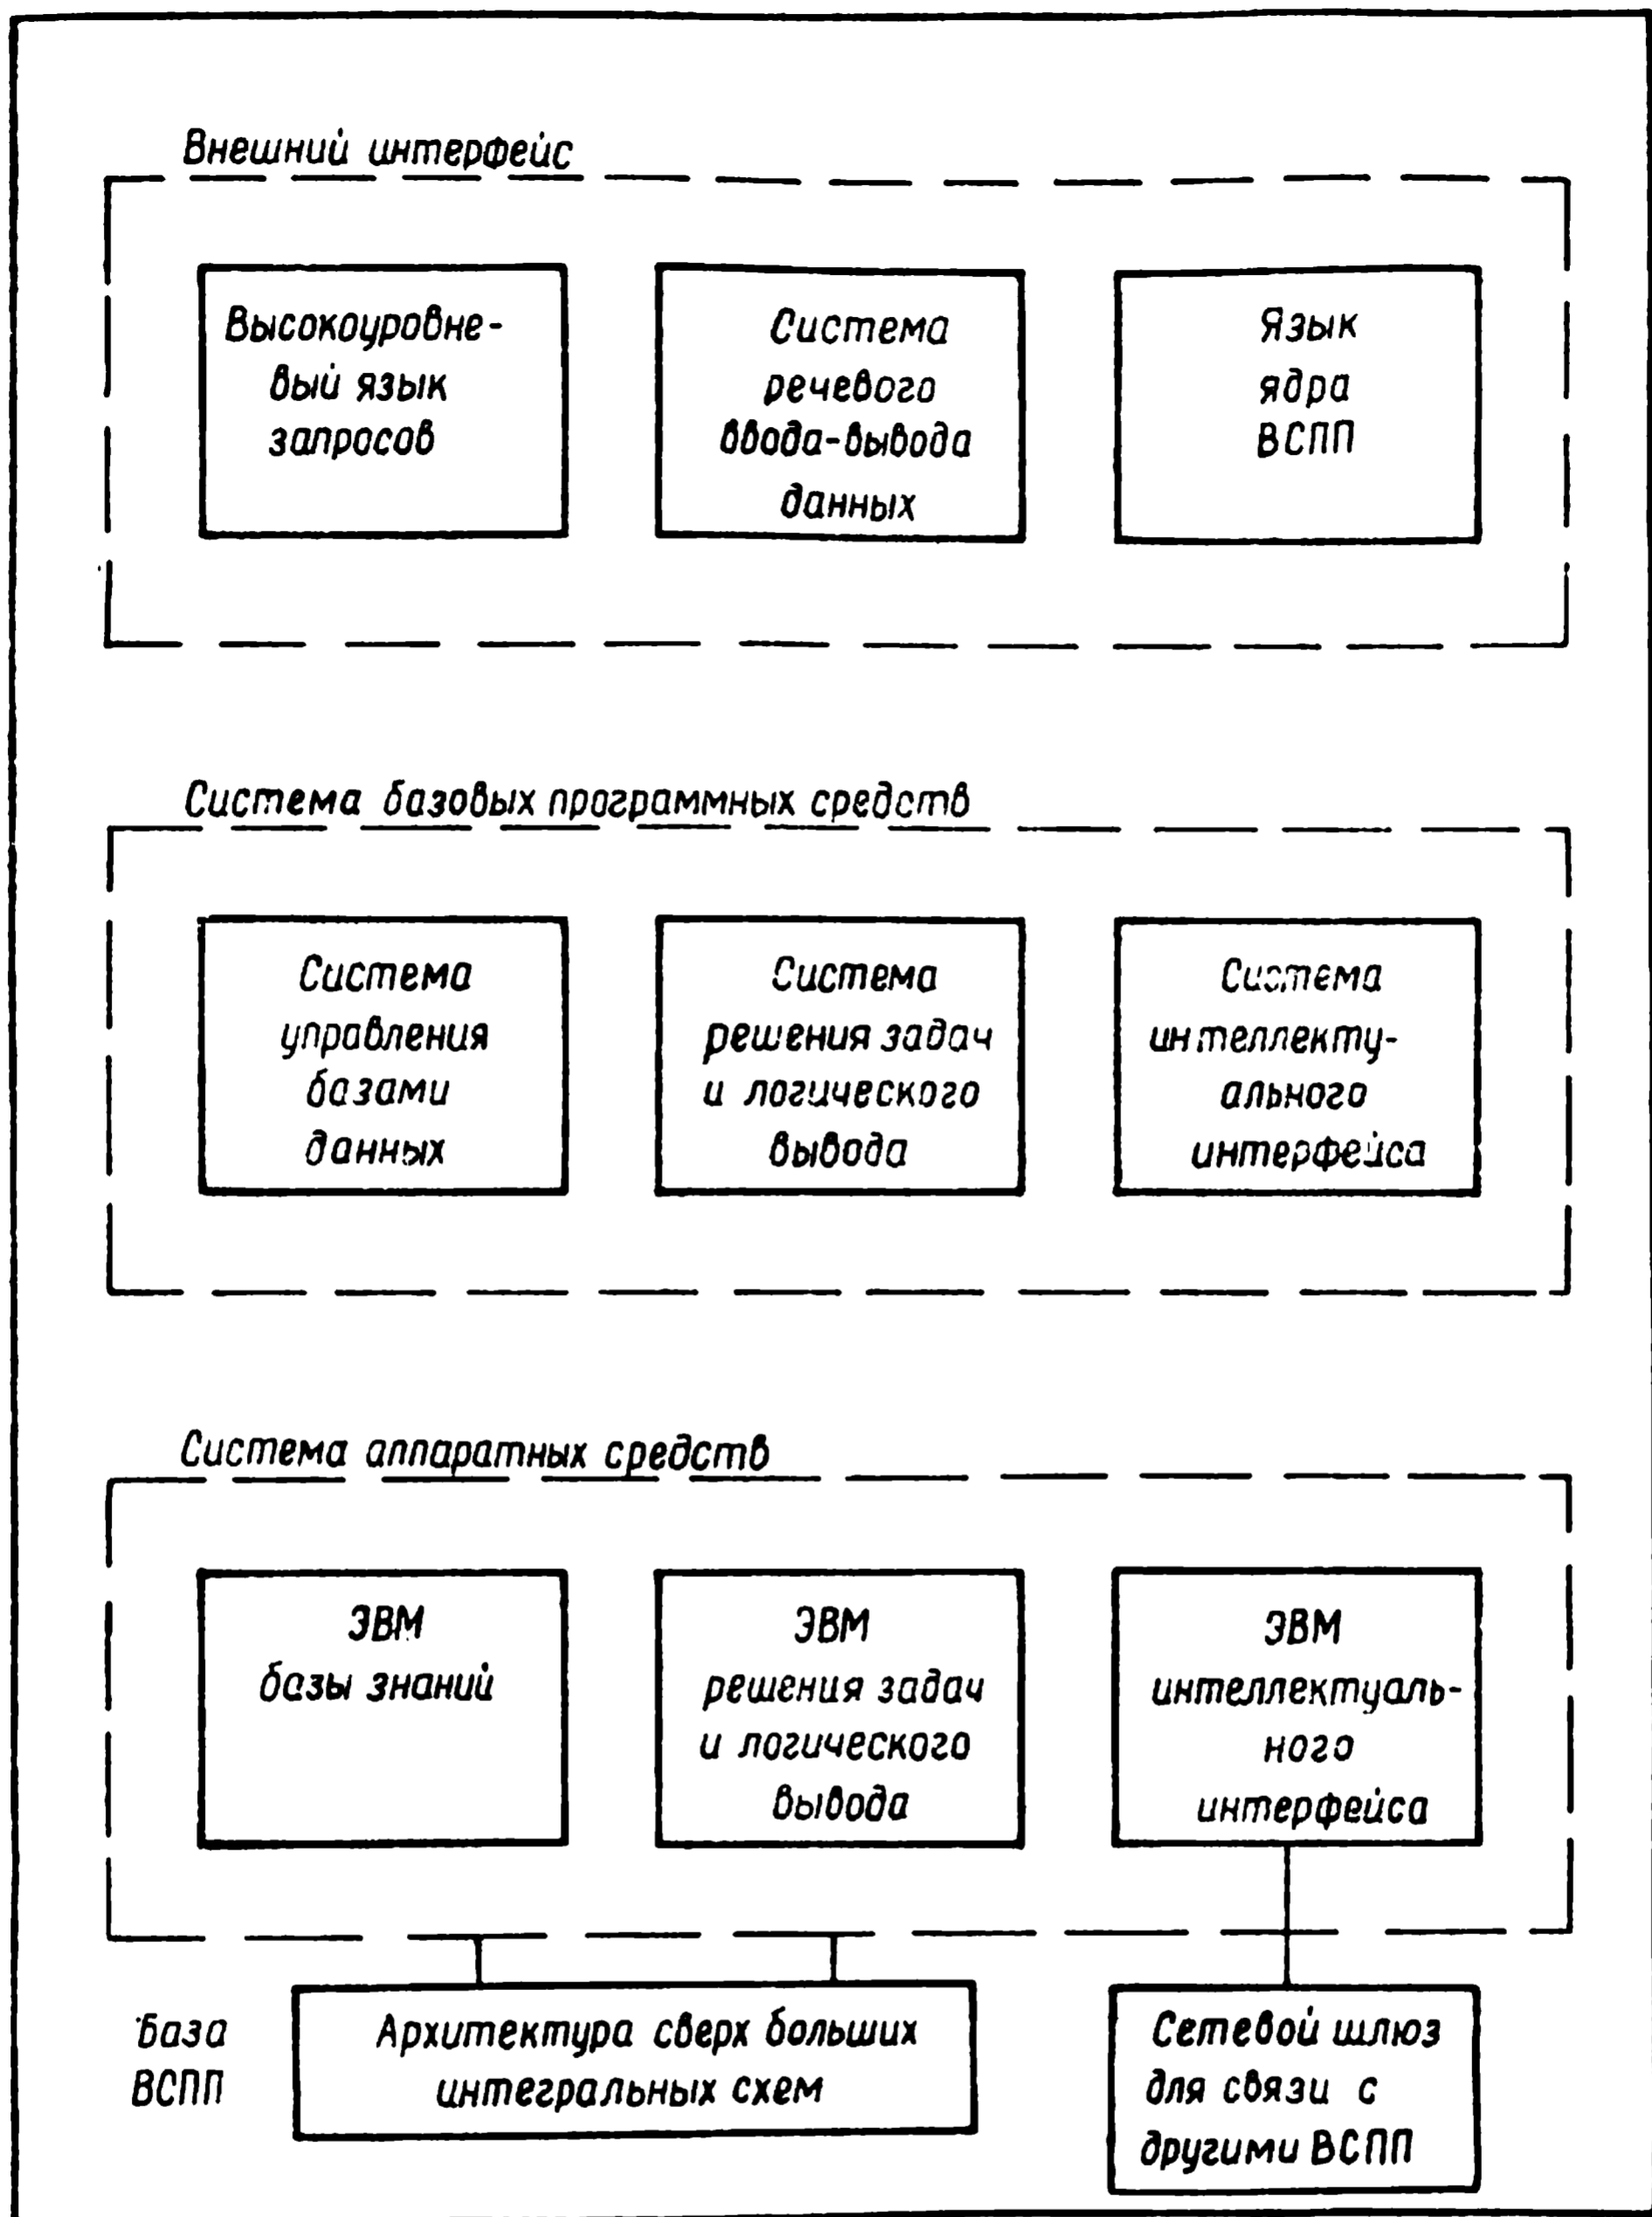 Внешний интерфейс
Высокоуровне-
вый язык
запросов
Система
речевого
ввода-вывода
данных
Язык
ядра
ВСПП
Система базовых программных средств
Система
управления
базами
данных
Система
решения задач
и логического
вывода
Система
интеллекту-
ального
интерфейса
Система аппаратных средств
ЭВМ
базы знаний
ЭВМ
решения задач
и логического
вывода
ЭВМ
интеллектуаль-
ного
интерфейса
База
ВСПП
Архитектура сверх больших
интегральных схем
Сетевой шлюз
для связи с
другими ВСПП